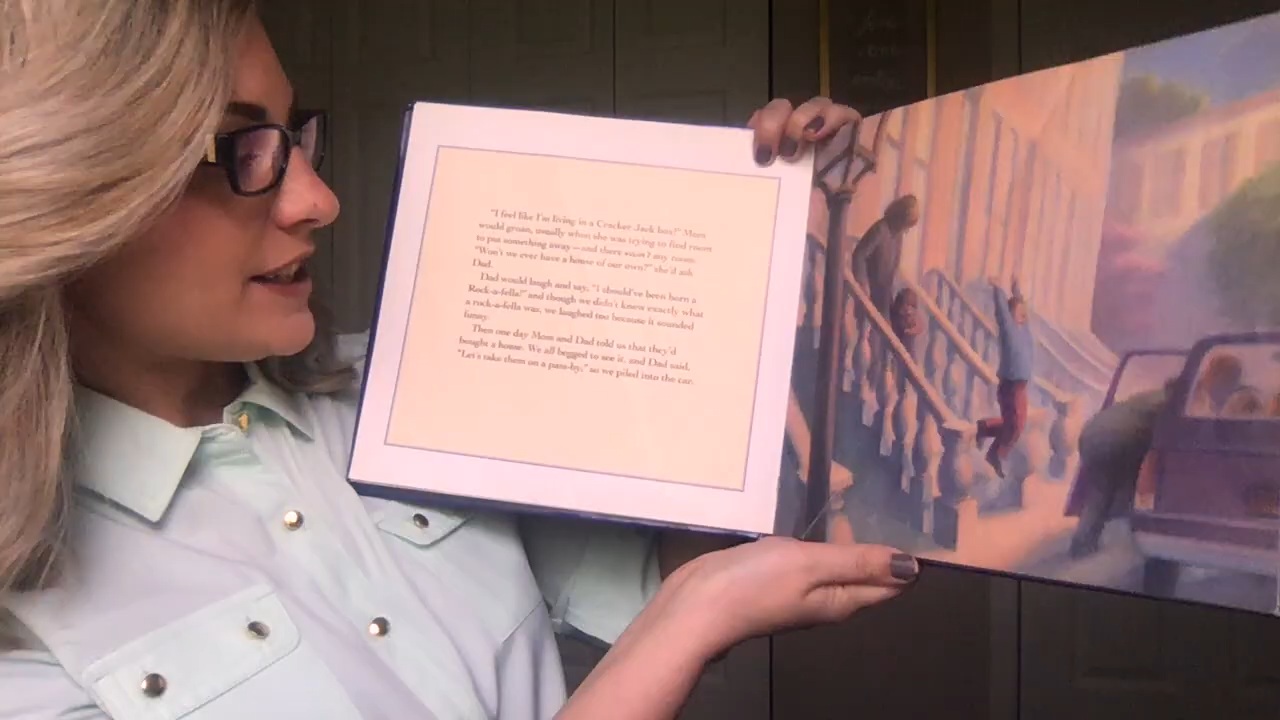 "I feel like I'm living in a Cracker Jack box!" Mom
would groan, usually when she was trying to find room
to put something away—and there wasn't any room.
"Won't we ever have a house of our own?" she'd ask
Dad.
Dad would laugh and say, "I should've been born a
Rock-a-fella!" and though we didn't know exactly what
a rock-a-fella was, we laughed too because it sounded
funny.
Then one day Mom and Dad told us that they'd
bought a house. We all begged to see it, and Dad said,
"Let's take them on a pass-by," so we piled into the car.